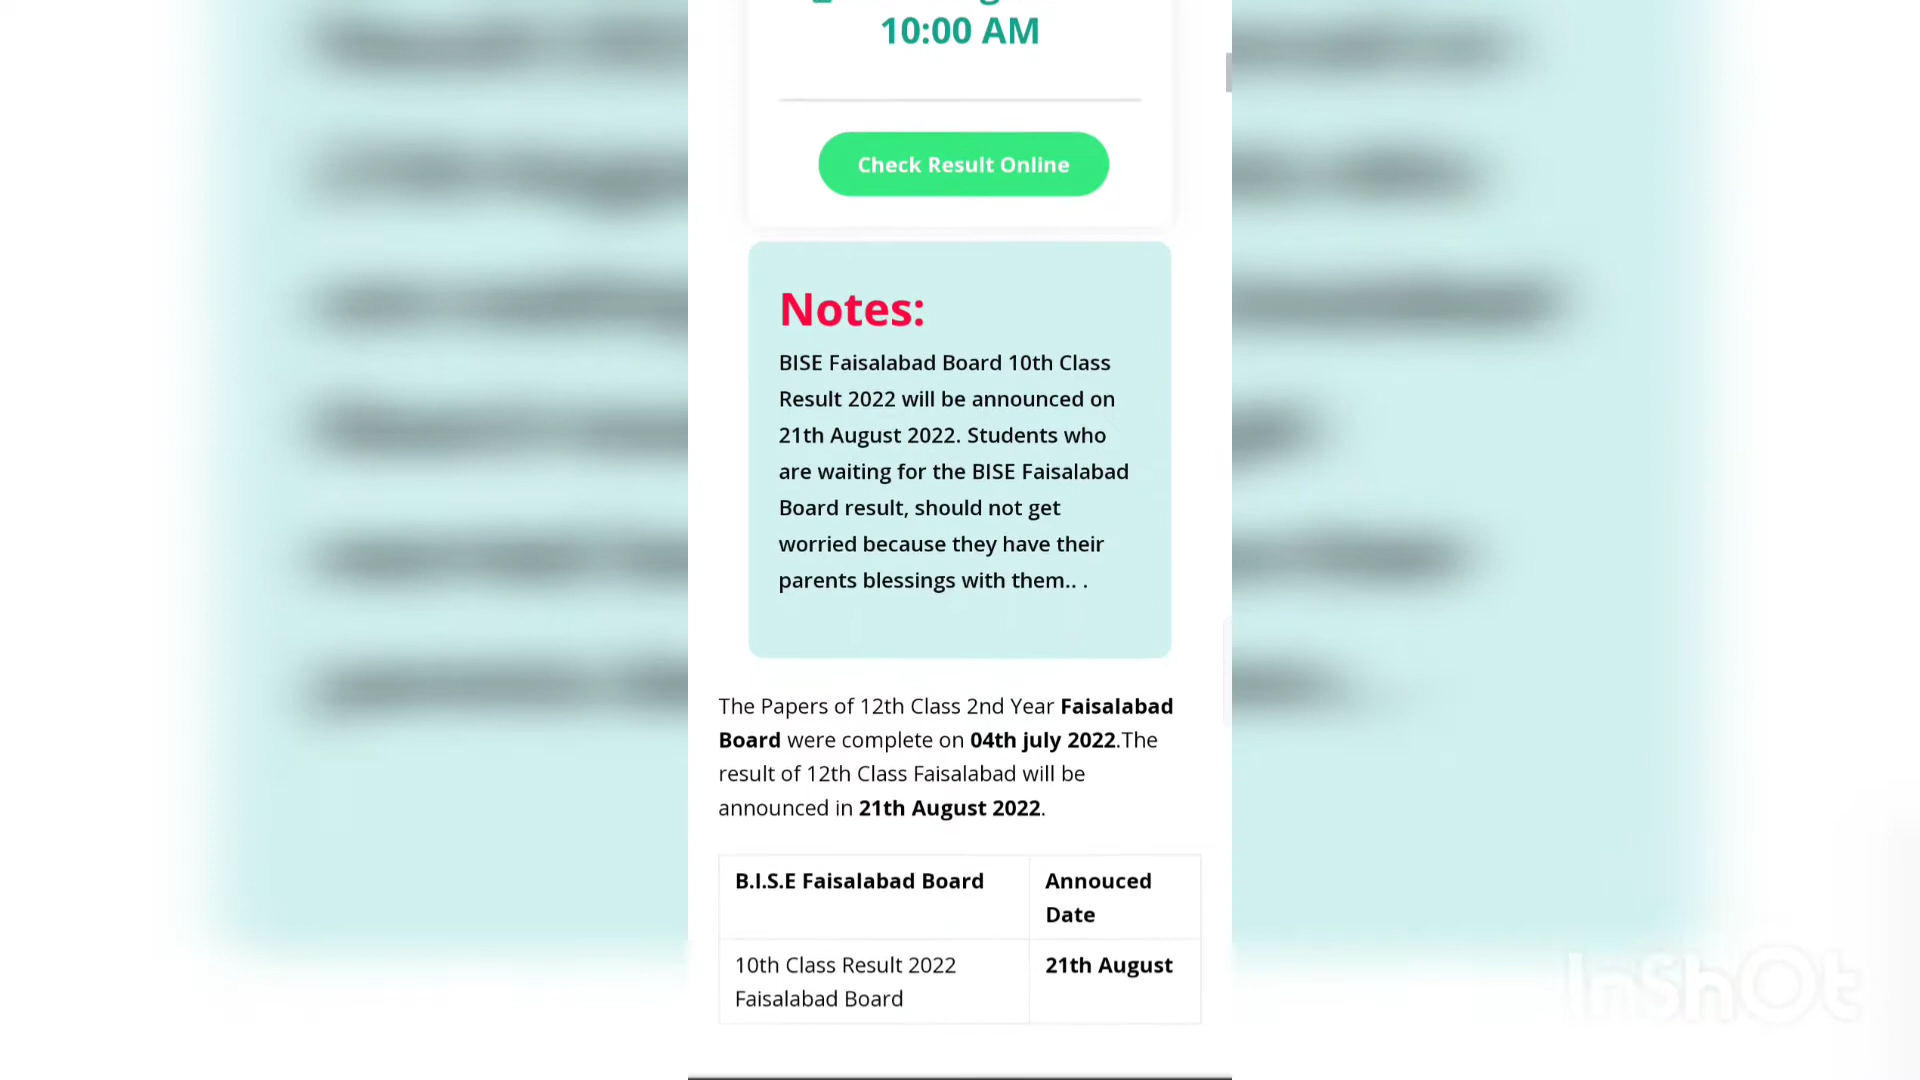 10:00 AM
Check Result Online
Notes:
BISE Faisalabad Board 10th Class
Result 2022 will be announced on
21th August 2022. Students who
are waiting for the BISE Faisalabad
Board result, should not get
worried because they have their
parents blessings with them.. .
The Papers of 12th Class 2nd Year Faisalabad
Board were complete on 04th july 2022.The
result of 12th Class Faisalabad will be
announced in 21th August 2022.
B.I.S.E Faisalabad Board
Annouced
Date
10th Class Result 2022
Faisalabad Board
21th August
InShOt